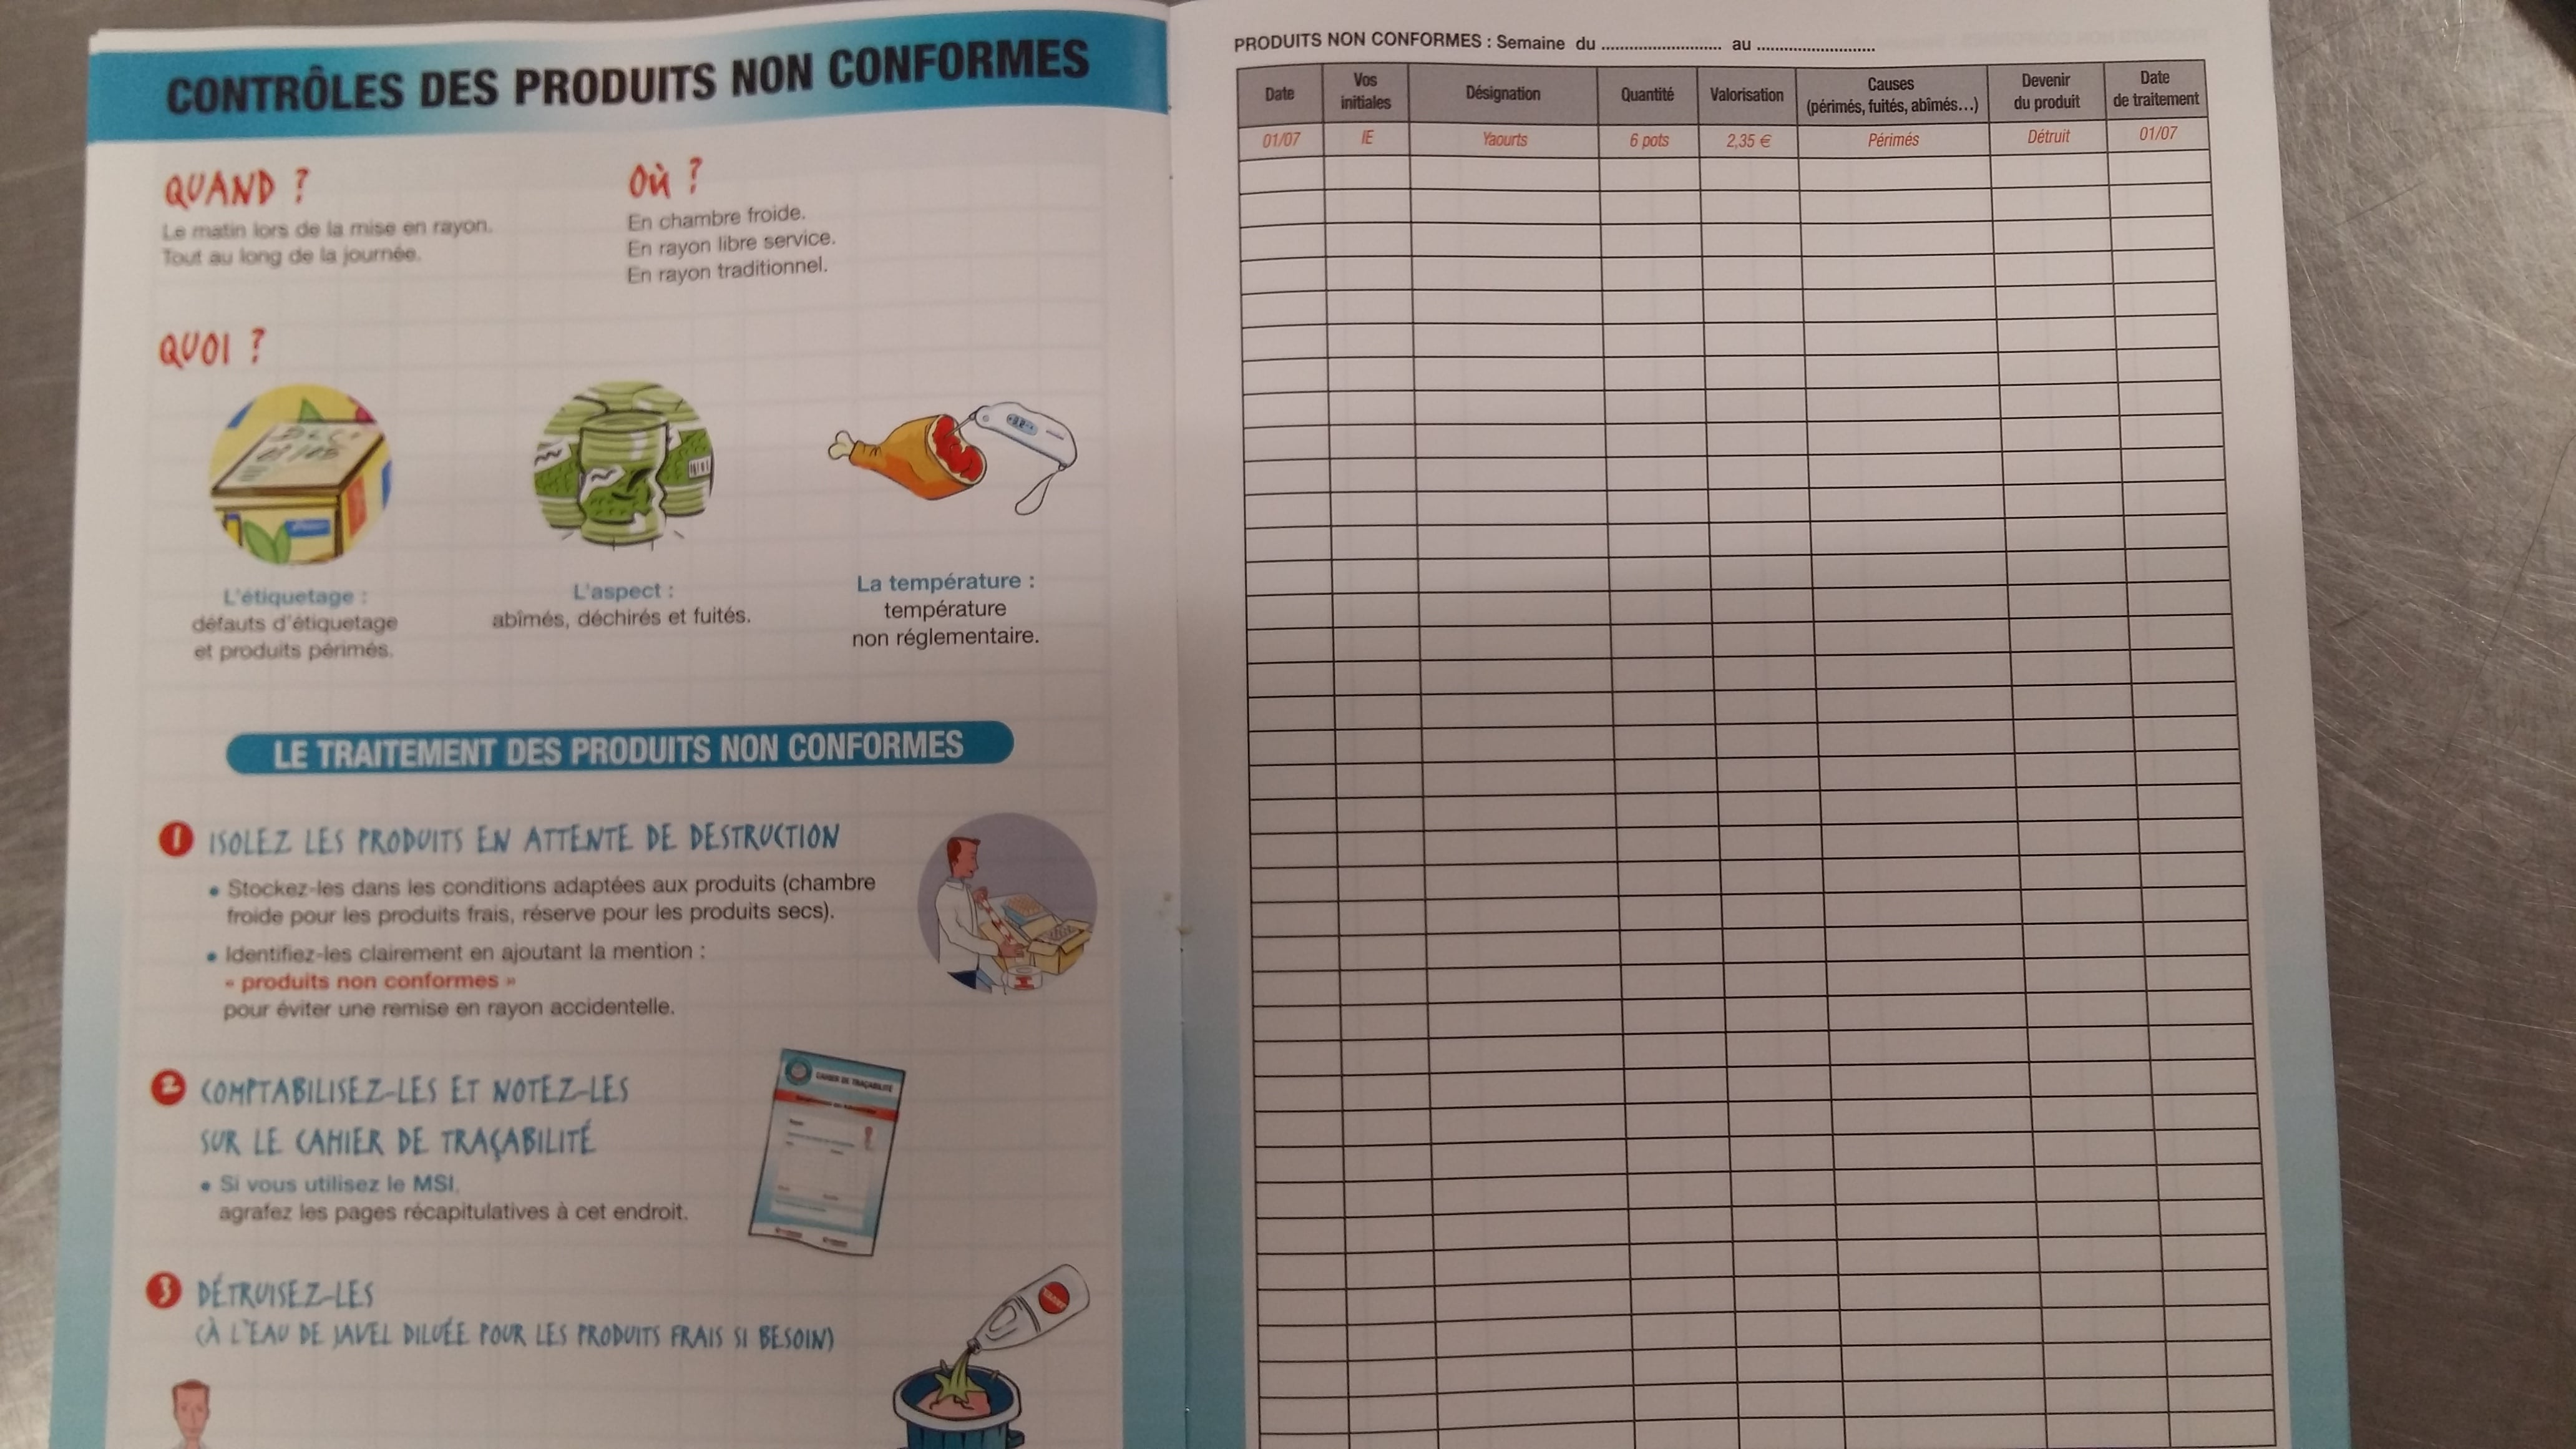 CONTRÔLES DES PRODUITS NON CONFORMES
QUAND ?
Le matin lors de la mise en rayon.
Tout au long de la journée.
Où ?
En chambre froide.
En rayon libre service.
En rayon traditionnel.
QUOI ?
L'étiquetage :
défauts d'étiquetage
et produits périmés.
L'aspect :
abîmés, déchirés et fuités.
La température :
température
non réglementaire.
LE TRAITEMENT DES PRODUITS NON CONFORMES
1 ISOLEZ LES PRODUITS EN ATTENTE DE DESTRUCTION
• Stockez-les dans les conditions adaptées aux produits (chambre
froide pour les produits frais, réserve pour les produits secs).
• Identifiez-les clairement en ajoutant la mention :
« produits non conformes »
pour éviter une remise en rayon accidentelle.
2 COMPTABILISEZ-LES ET NOTEZ-LES
SUR LE CAHIER DE TRAÇABILITÉ
• Si vous utilisez le MSI,
agrafez les pages récapitulatives à cet endroit.
CAHIER DE TRAÇABILITÉ
3 DÉTRUISEZ-LES
(À L'EAU DE JAVEL DILUÉE POUR LES PRODUITS FRAIS SI BESOIN)
PRODUITS NON CONFORMES : Semaine du .......................... au ..........................
Date Vos initiales Désignation Quantité Valorisation Causes (périmés, fuités, abîmés...) Devenir du produit Date de traitement
01/07 IE Yaourts 6 pots 2,35 € Périmés Détruit 01/07